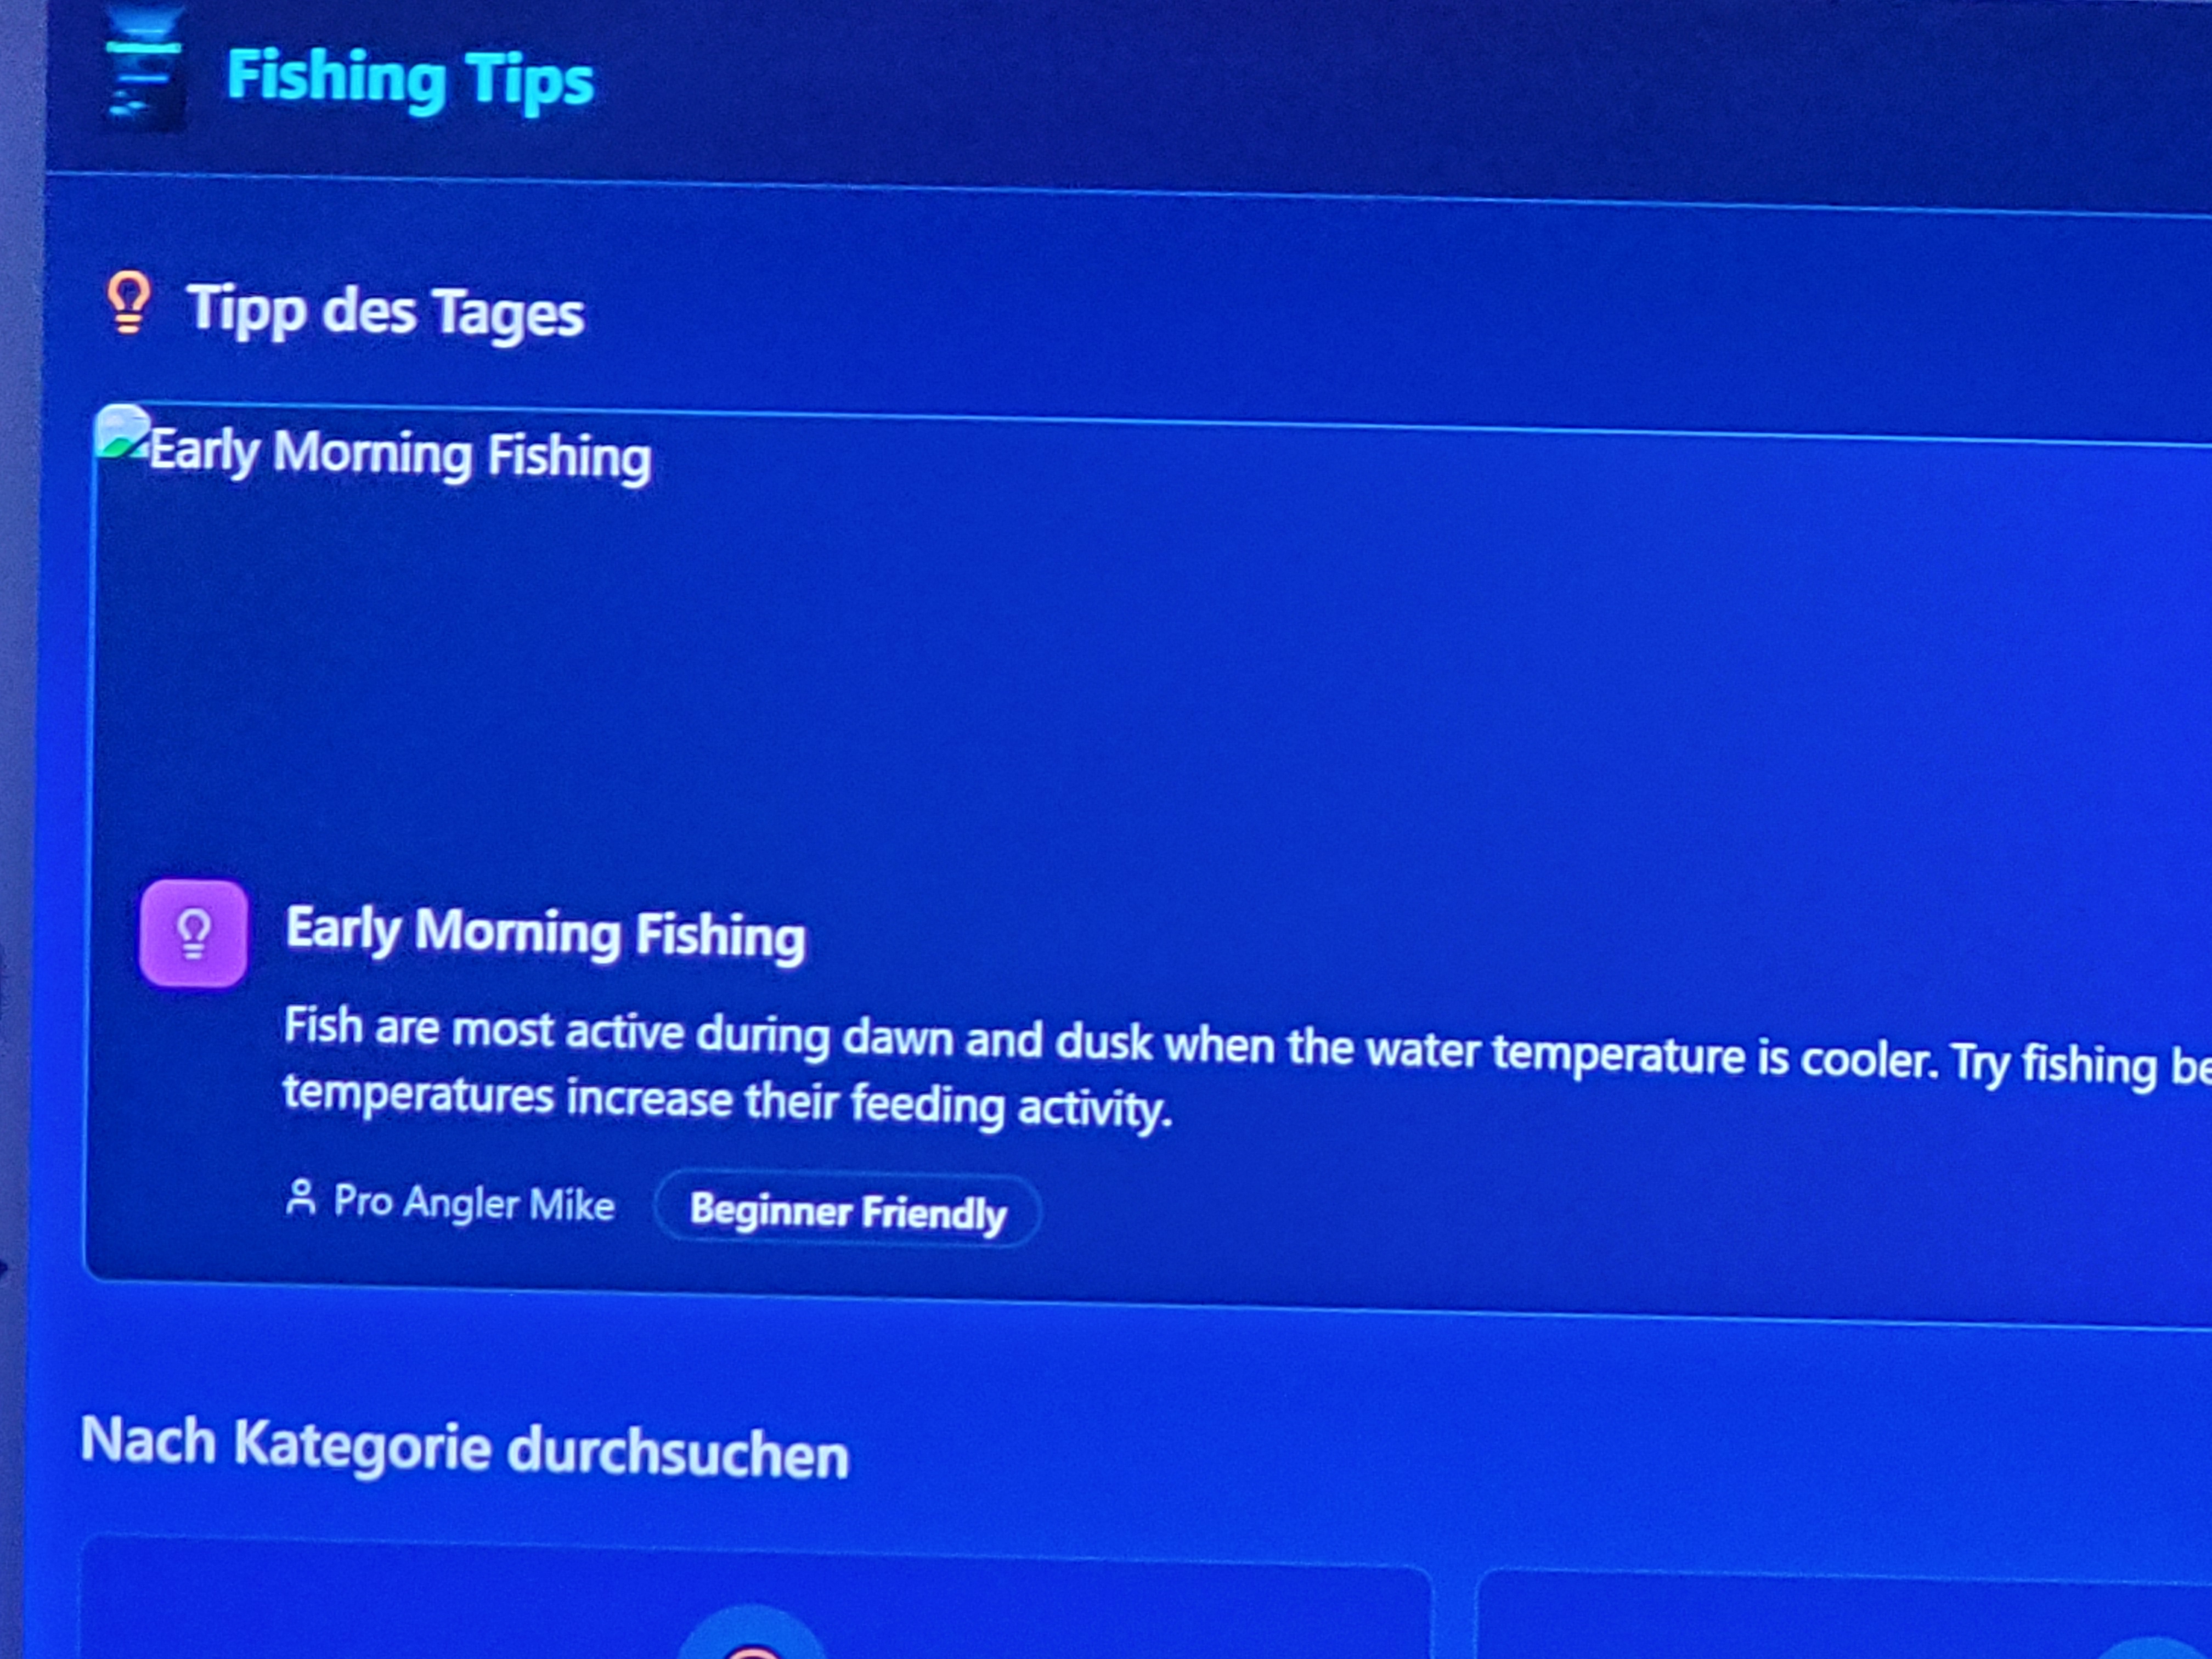 Fishing Tips
Tipp des Tages
Early Morning Fishing
Early Morning Fishing
Fish are most active during dawn and dusk when the water temperature is cooler. Try fishing
temperatures increase their feeding activity.
Pro Angler Mike
Beginner Friendly
Nach Kategorie durchsuchen